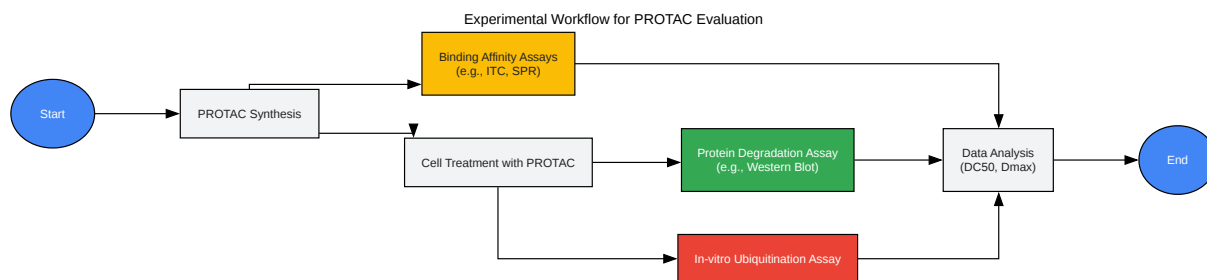 Experimental Workflow for PROTAC Evaluation
Binding Affinity Assays
(e.g., ITC, SPR)
Start
PROTAC Synthesis
Cell Treatment with PROTAC
Protein Degradation Assay
(e.g., Western Blot)
Data Analysis
(DC50, Dmax)
End
In-vitro Ubiquitination Assay